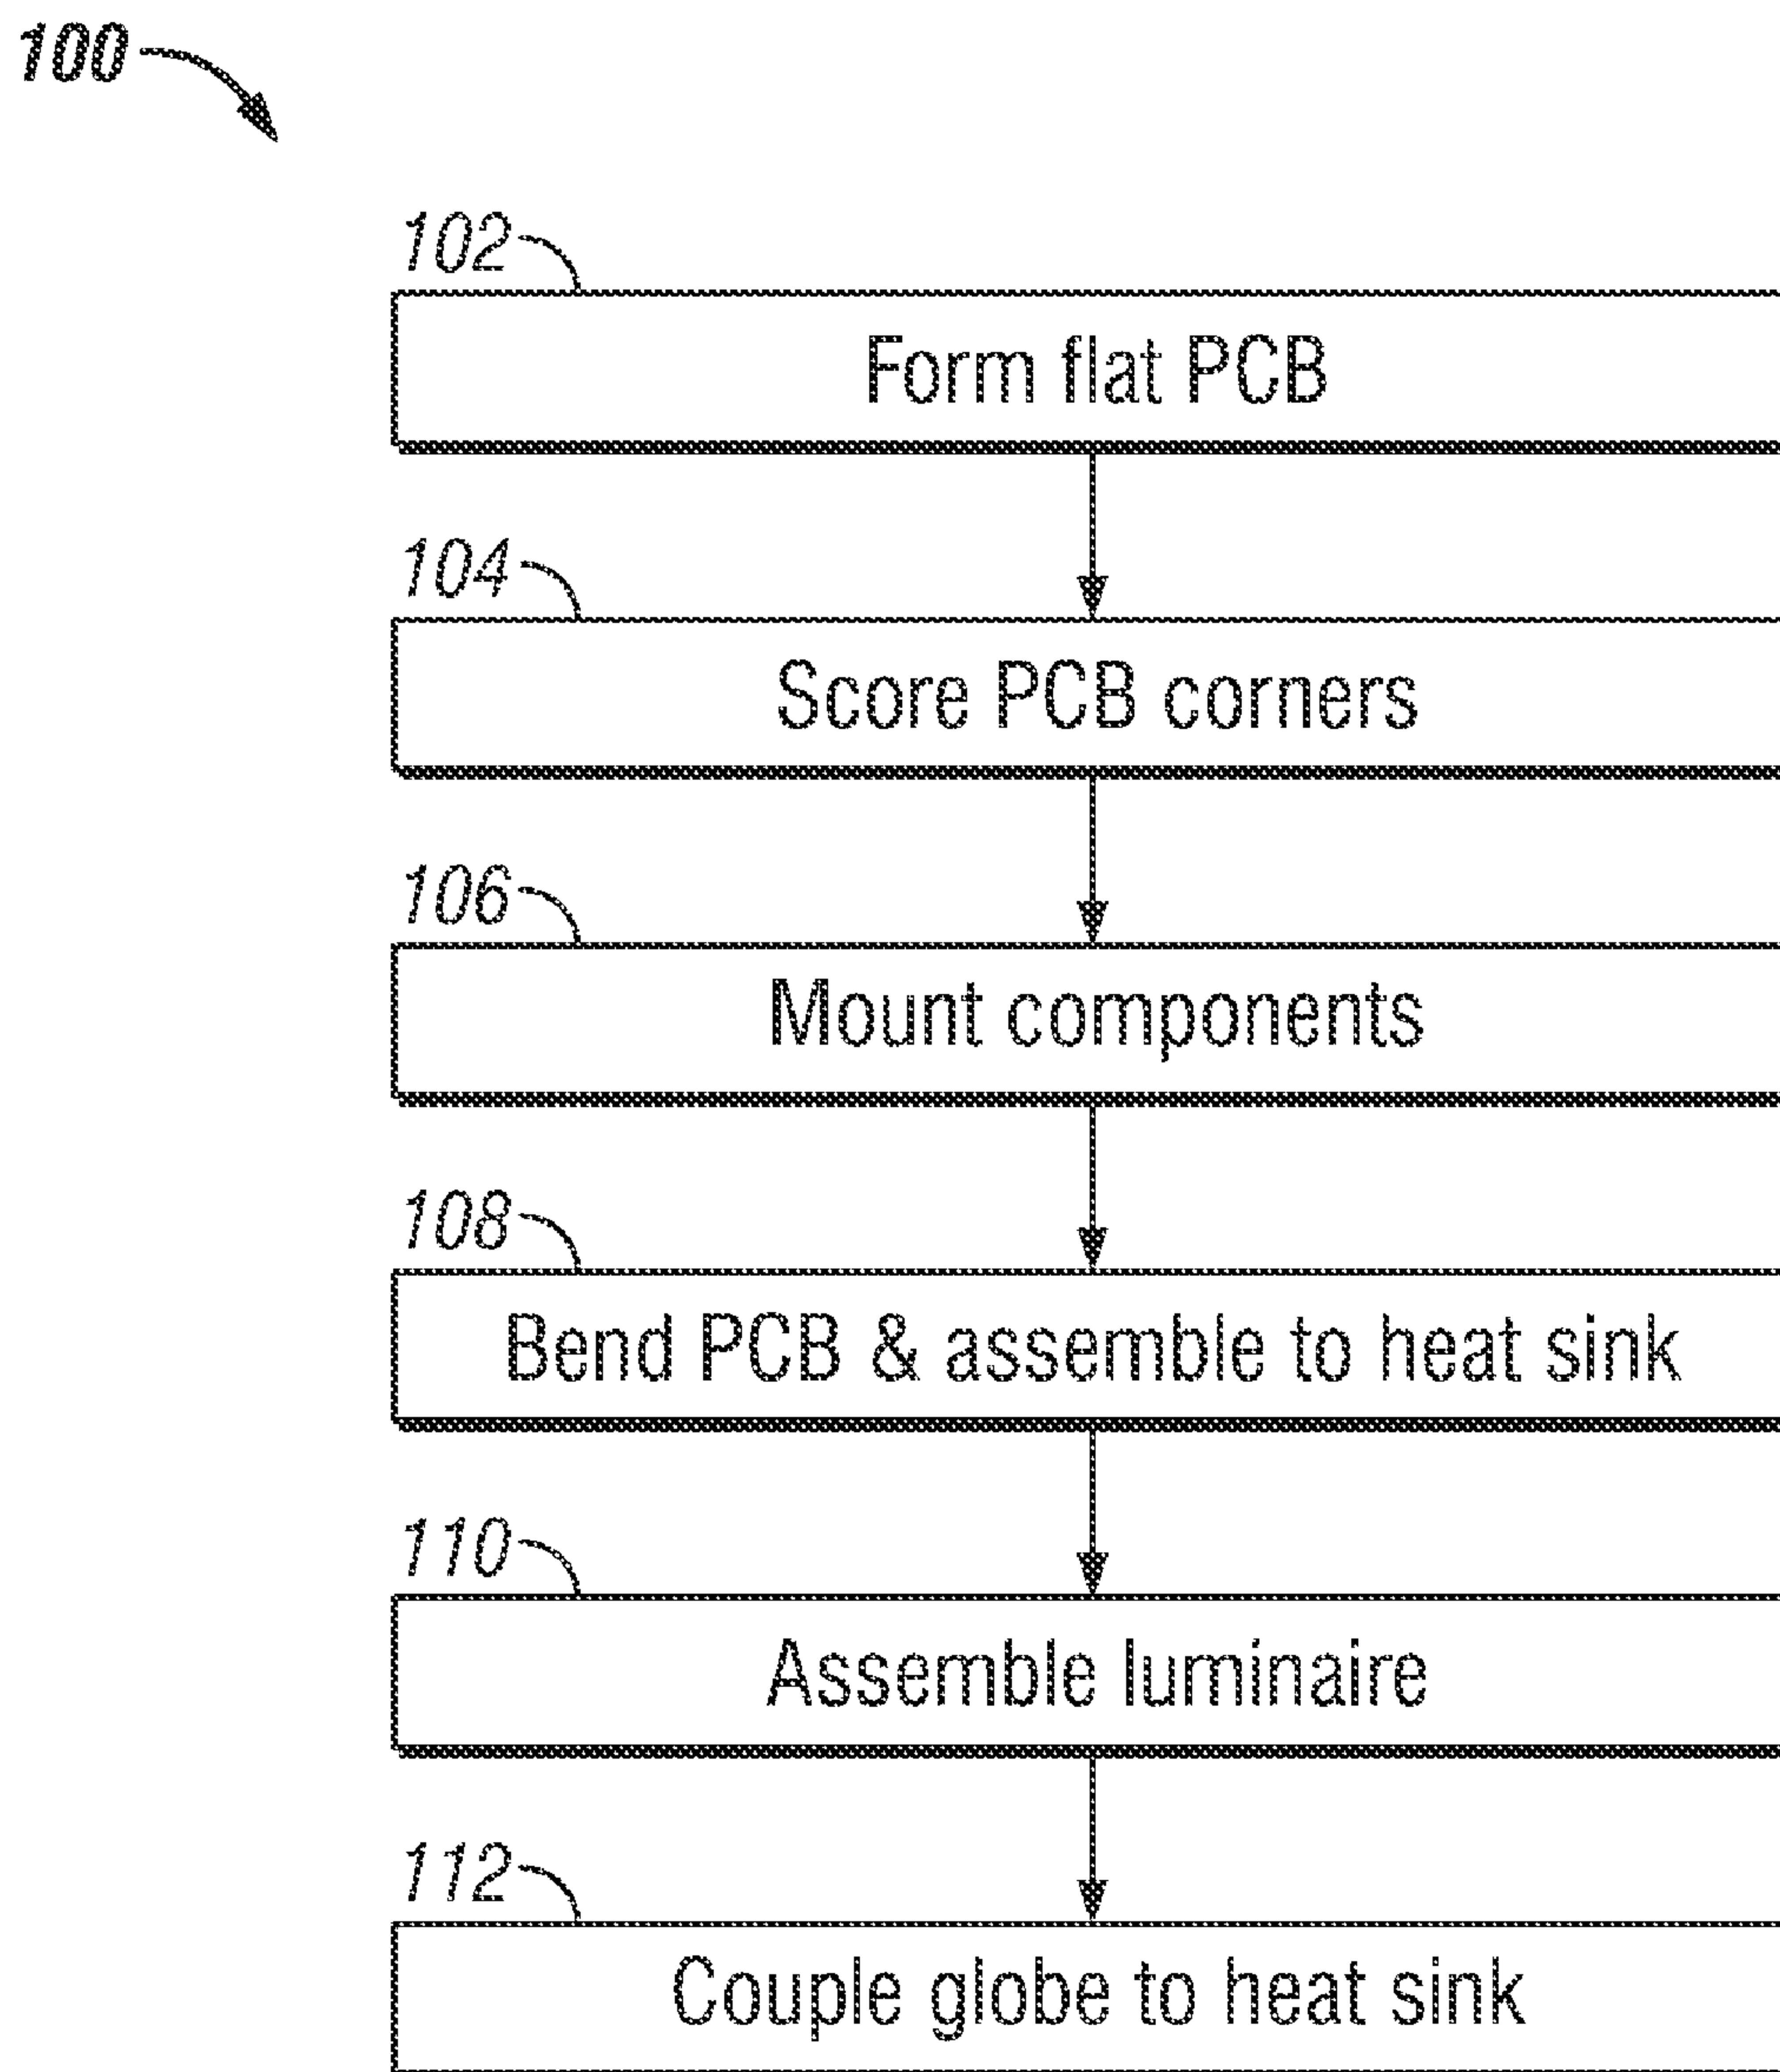 100
102
Form flat PCB
104
Score PCB corners
106
Mount components
108
Bend PCB & assemble to heat sink
110
Assemble luminaire
112
Couple globe to heat sink